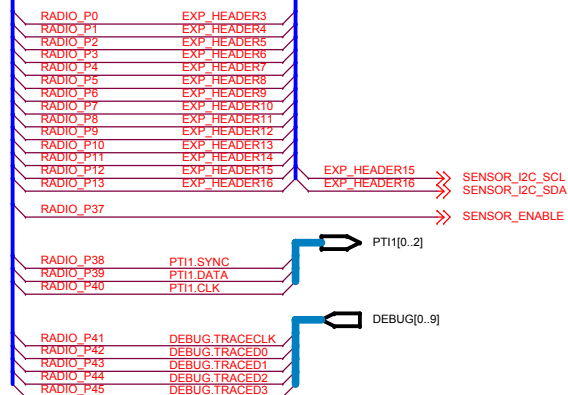 RADIO_P0 EXP_HEADER3
RADIO_P1 EXP_HEADER4
RADIO_P2 EXP_HEADER5
RADIO_P3 EXP_HEADER6
RADIO_P4 EXP_HEADER7
RADIO_P5 EXP_HEADER8
RADIO_P6 EXP_HEADER9
RADIO_P7 EXP_HEADER10
RADIO_P8 EXP_HEADER11
RADIO_P9 EXP_HEADER12
RADIO_P10 EXP_HEADER13
RADIO_P11 EXP_HEADER14
RADIO_P12 EXP_HEADER15 EXP_HEADER15 SENSOR_I2C_SCL
RADIO_P13 EXP_HEADER16 EXP_HEADER16 SENSOR_I2C_SDA
RADIO_P37 SENSOR_ENABLE
PTI1[0..2]
RADIO_P38 PTI1.SYNC
RADIO_P39 PTI1.DATA
RADIO_P40 PTI1.CLK
DEBUG[0..9]
RADIO_P41 DEBUG.TRACECLK
RADIO_P42 DEBUG.TRACED0
RADIO_P43 DEBUG.TRACED1
RADIO_P44 DEBUG.TRACED2
RADIO_P45 DEBUG.TRACED3